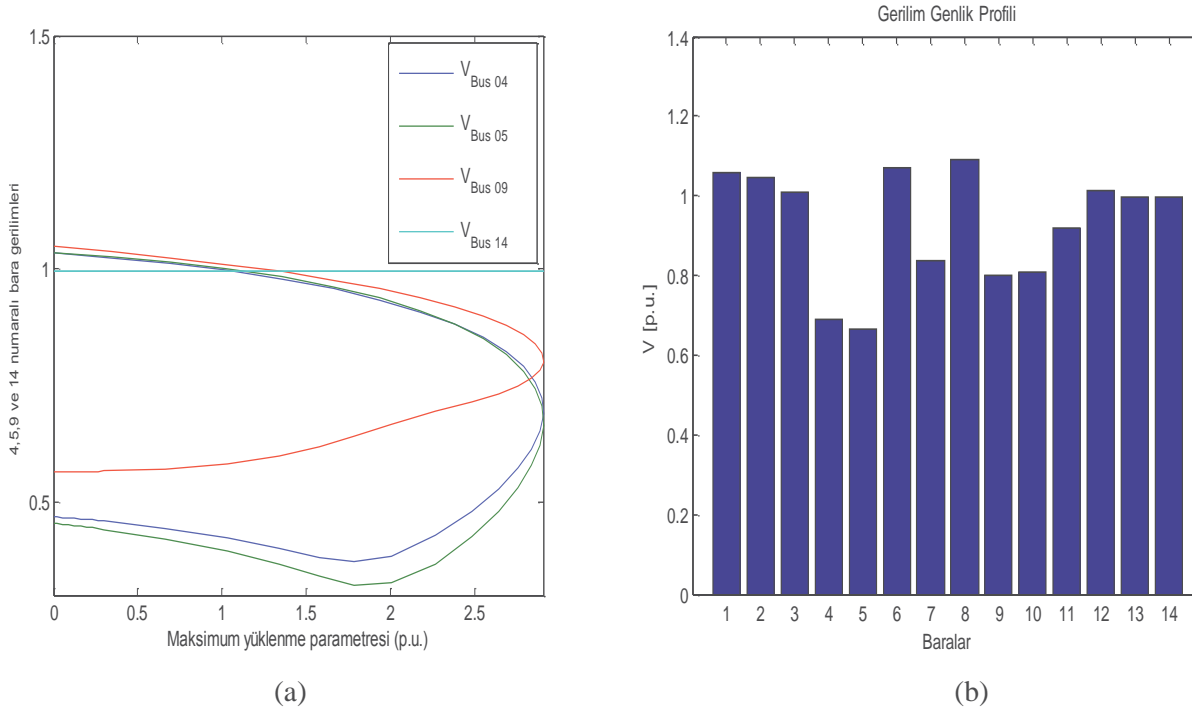 1.5
1
0.5
4,5,9 ve 14 numaralı bara gerilimleri
V Bus 04
V Bus 05
V Bus 09
V Bus 14
0 0.5 1 1.5 2 2.5
Maksimum yüklenme parametresi (p.u.)
(a)
Gerilim Genlik Profili
1.4
1.2
1
0.8
0.6
0.4
0.2
0
V [p.u.]
1 2 3 4 5 6 7 8 9 10 11 12 13 14
Baralar
(b)